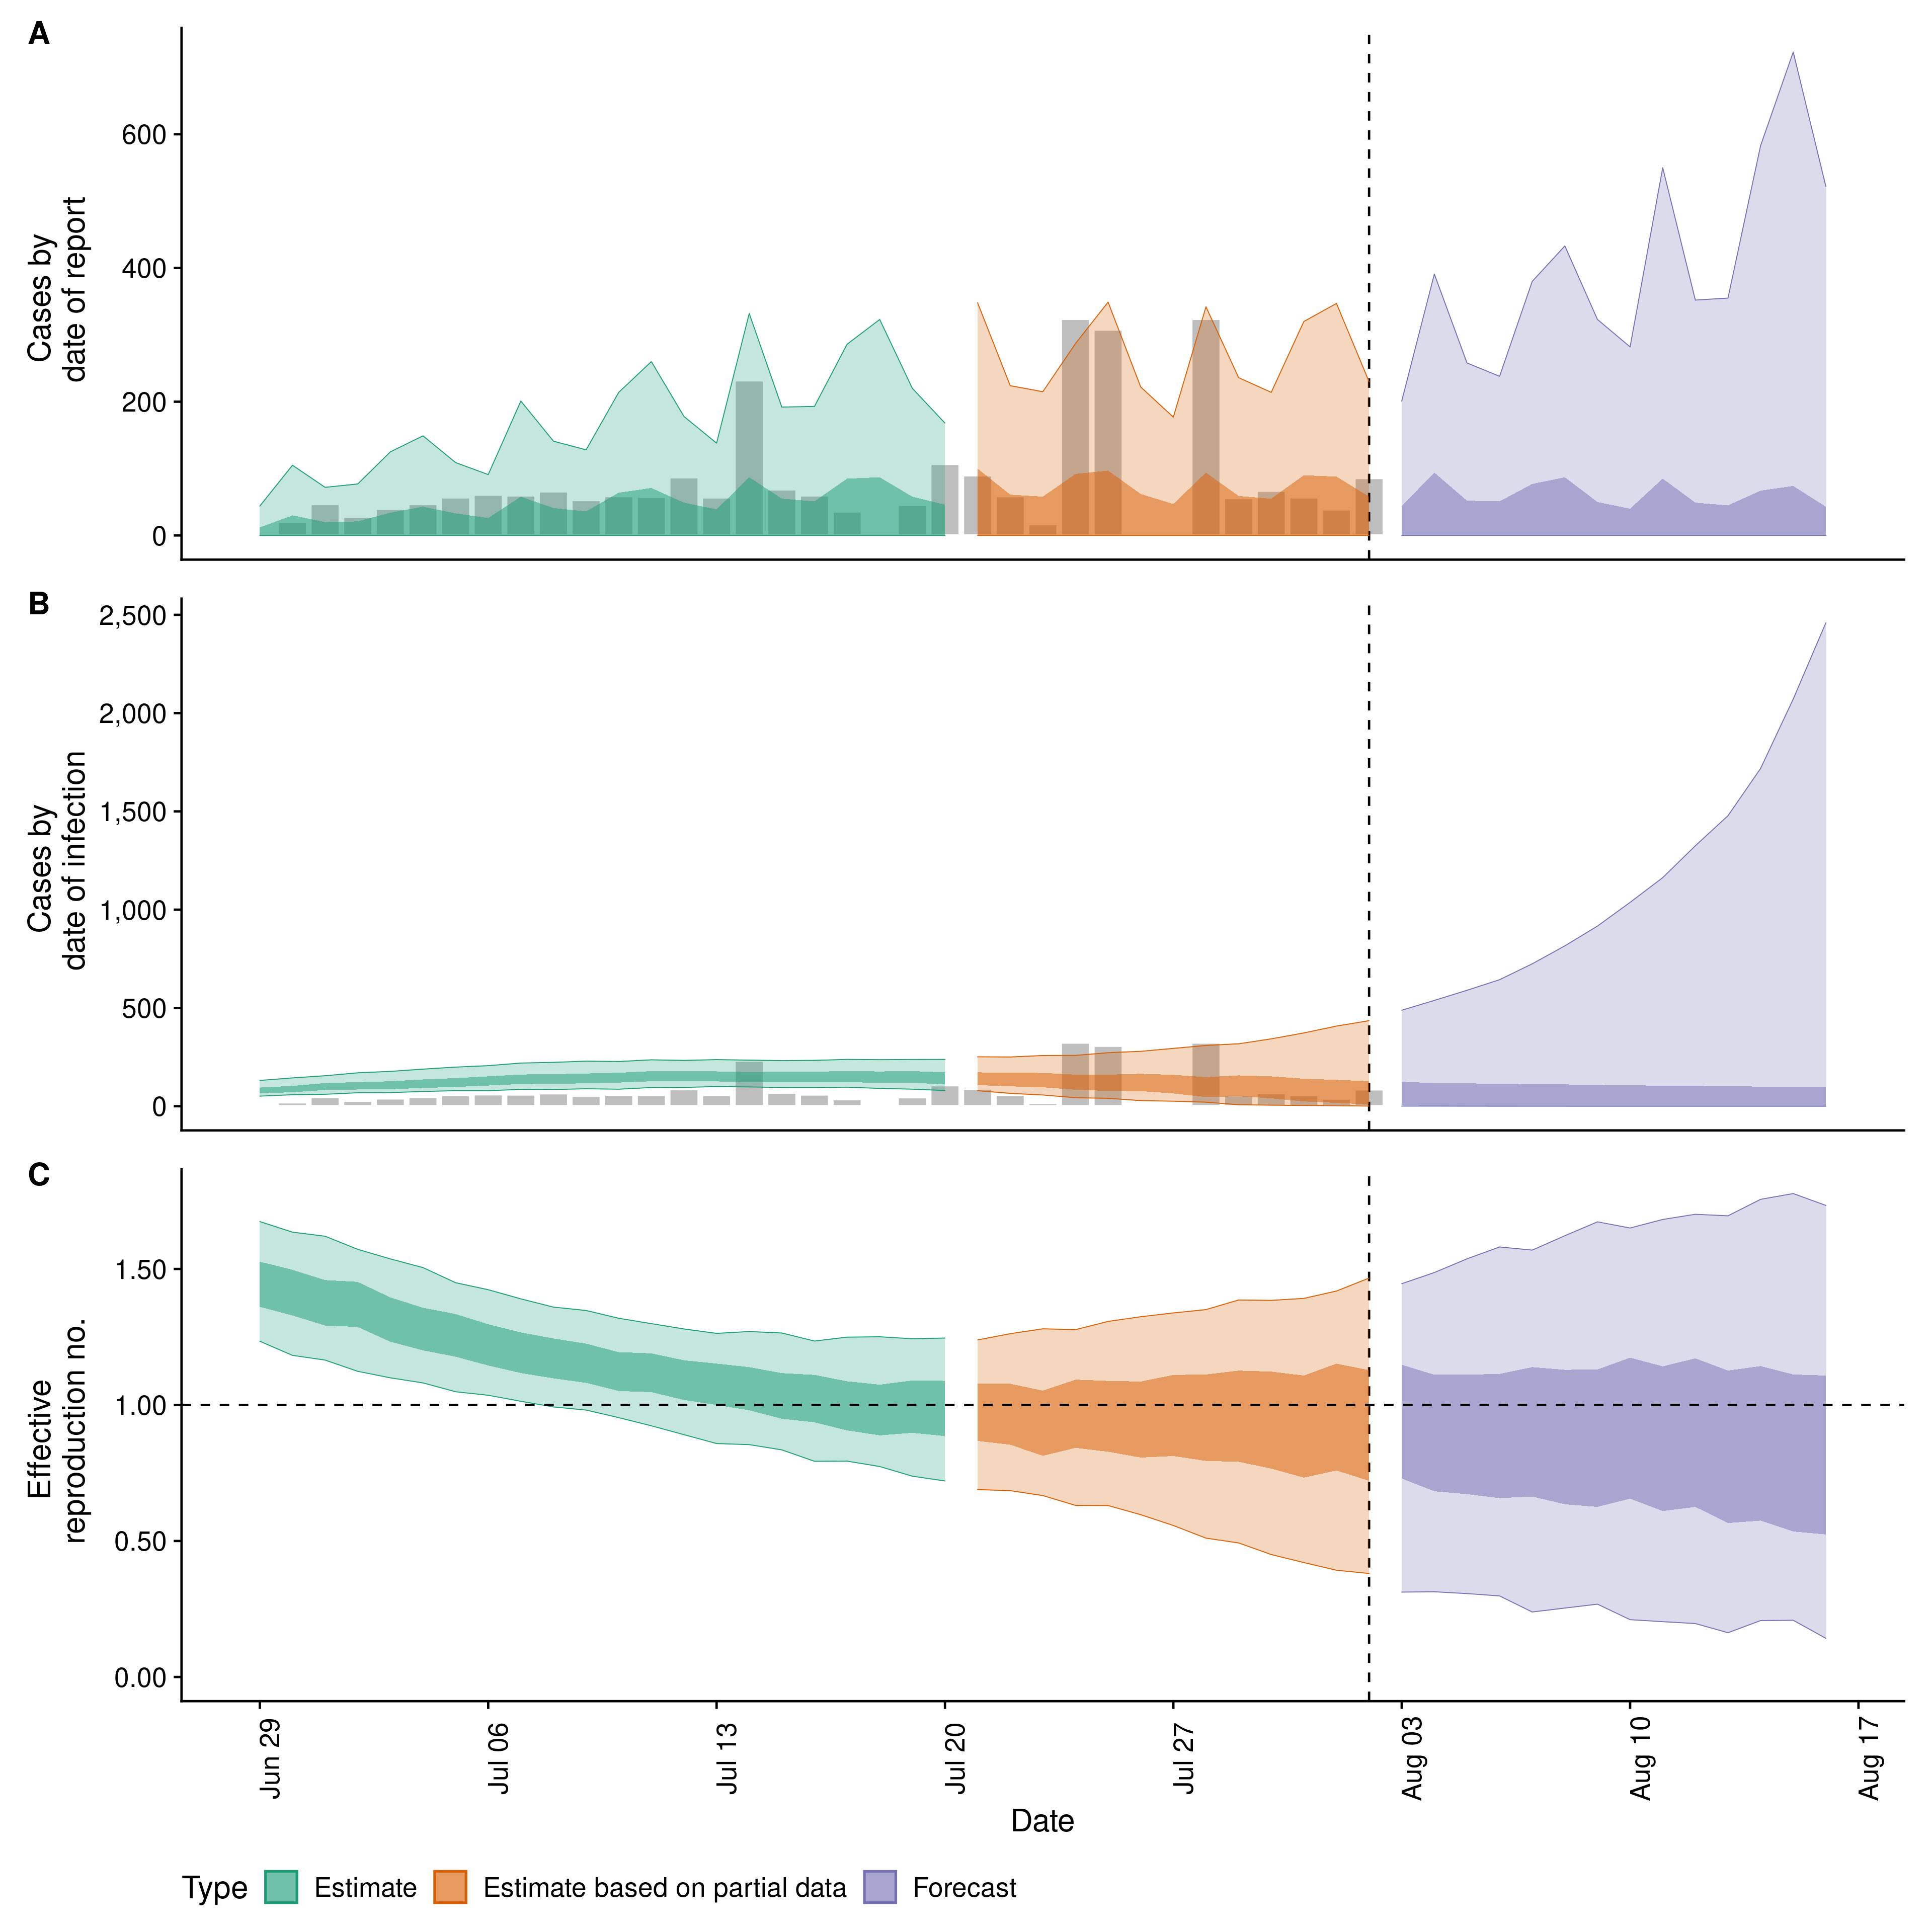 A
Cases by
date of report
600
400
200
0
B
Cases by
date of infection
2,500
2,000
1,500
1,000
500
0
C
Effective
reproduction no.
1.50
1.00
0.50
0.00
Jun 29
Jul 06
Jul 13
Jul 20
Jul 27
Aug 03
Aug 10
Aug 17
Date
Type Estimate Estimate based on partial data Forecast